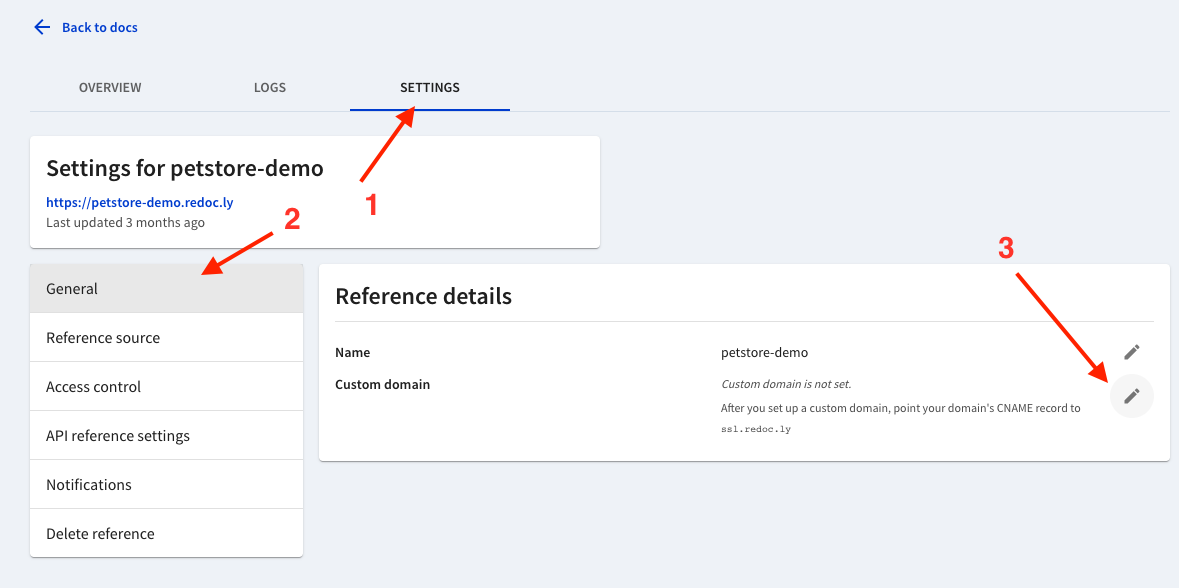 Back to docs
OVERVIEW LOGS SETTINGS
Settings for petstore-demo
https://petstore-demo.redoc.ly
Last updated 3 months ago
1
2
General
Reference source
Access control
API reference settings
Notifications
Delete reference
3
Reference details
Name petstore-demo
Custom domain Custom domain is not set.
After you set up a custom domain, point your domain's CNAME record to
ssl.redoc.ly